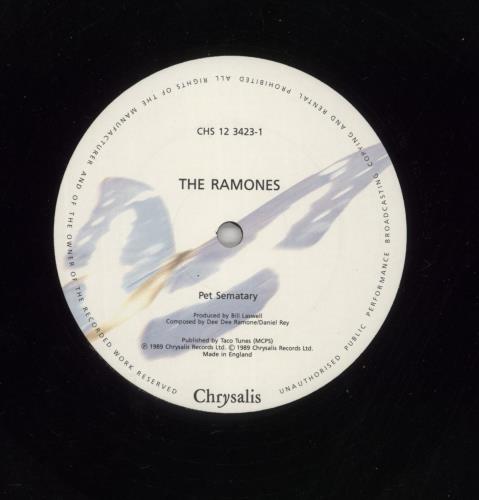 CHS 12 3423-1
THE RAMONES
Pet Sematary
Produced by Bill Laswell
Composed by Dee Dee Ramone/Daniel Rey
Published by Taco Tunes (MCPS)
℗ 1989 Chrysalis Records Ltd. © 1989 Chrysalis Records Ltd.
Made in England
Chrysalis
ALL RIGHTS OF THE MANUFACTURER AND OF THE OWNER OF THE RECORDED WORK RESERVED
UNAUTHORISED PUBLIC PERFORMANCE BROADCASTING COPYING AND RENTAL PROHIBITED